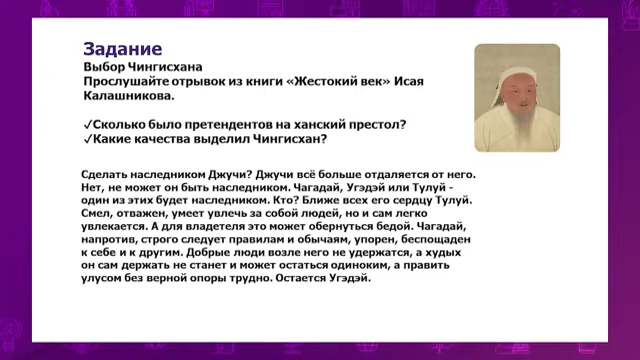 Задание
Выбор Чингисхана
Прослушайте отрывок из книги «Жестокий век» Исая
Калашникова.
✓Сколько было претендентов на ханский престол?
✓Какие качества выделил Чингисхан?
Сделать наследником Джучи? Джучи всё больше отдаляется от него.
Нет, не может он быть наследником. Чагадай, Угэдэй или Тулуй -
один из этих будет наследником. Кто? Ближе всех его сердцу Тулуй.
Смел, отважен, умеет увлечь за собой людей, но и сам легко
увлекается. А для владетеля это может обернуться бедой. Чагадай,
напротив, строго следует правилам и обычаям, упорен, беспощаден
к себе и к другим. Добрые люди возле него не удержатся, а худых
он сам держать не станет и может остаться одиноким, а править
улусом без верной опоры трудно. Остается Угэдэй.